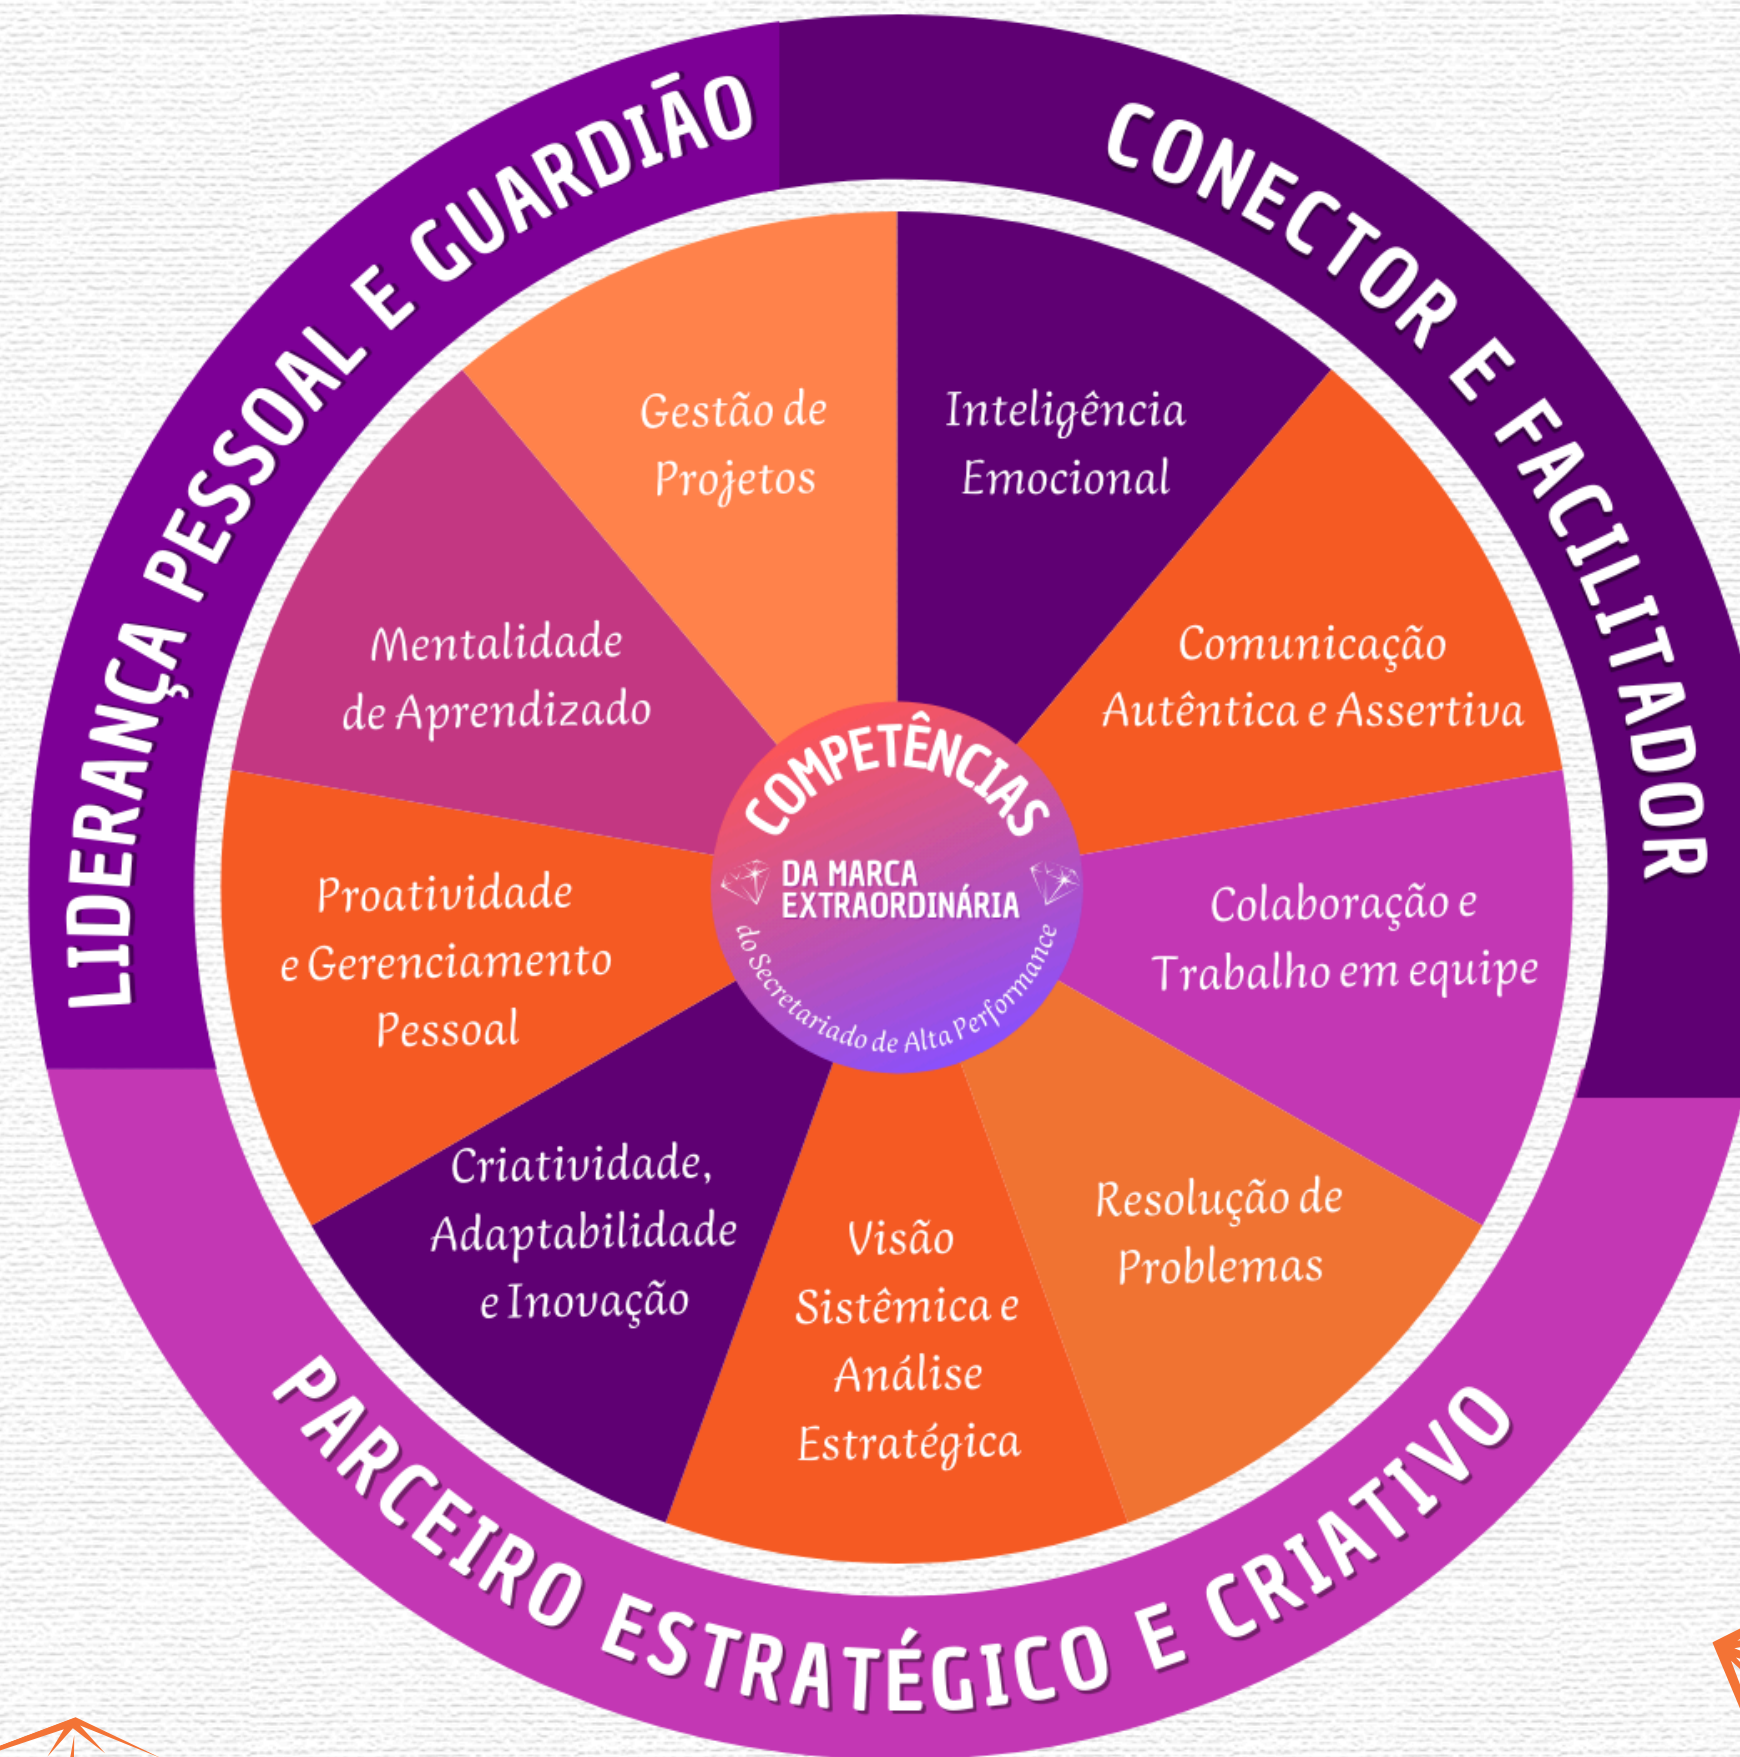 LIDERANÇA PESSOAL E GUARDIÃO
CONECTOR E FACILITADOR
PARCEIRO ESTRATÉGICO E CRIATIVO
Gestão de
Projetos
Inteligência
Emocional
Comunicação
Autêntica e Assertiva
Colaboração e
Trabalho em equipe
Resolução de
Problemas
Visão
Sistêmica e
Análise
Estratégica
Criatividade,
Adaptabilidade
e Inovação
Proatividade
e Gerenciamento
Pessoal
Mentalidade
de Aprendizado
COMPETÊNCIAS
DA MARCA
EXTRAORDINÁRIA
do Secretariado de Alta Performance